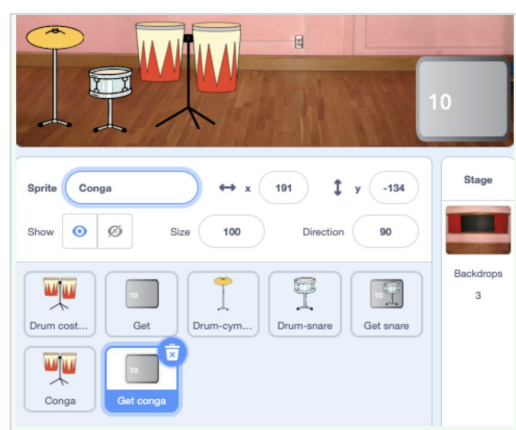 10
Sprite Conga x 191 y -134
Show Size 100 Direction 90
Stage
Backdrops
3
10
10
Drum cost... Get Drum-cym... Drum-snare Get snare
10
Conga Get conga